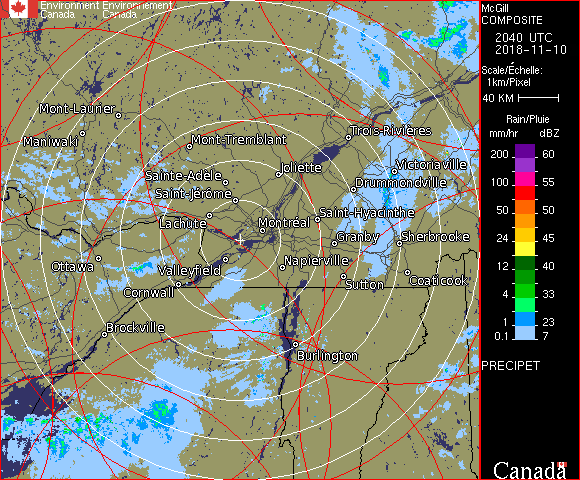 Environment Environnement
Canada Canada
McGill
COMPOSITE
2040 UTC
2018-11-10
Scale/Échelle:
1km/Pixel
40 KM
Rain/Pluie
mm/hr dBZ
200 60
100 55
50 50
24 45
12 40
4 33
1 23
0.1 7
PRECIPET
Canada
Mont-Laurier
Maniwaki
Mont-Tremblant
Trois-Rivières
Joliette
Victoriaville
Sainte-Adèle
Drummondville
Saint-Jérôme
Lachute
Saint-Hyacinthe
Montréal
Granby
Sherbrooke
Ottawa
Valleyfield
Napierville
Sutton
Coaticook
Cornwall
Brockville
Burlington